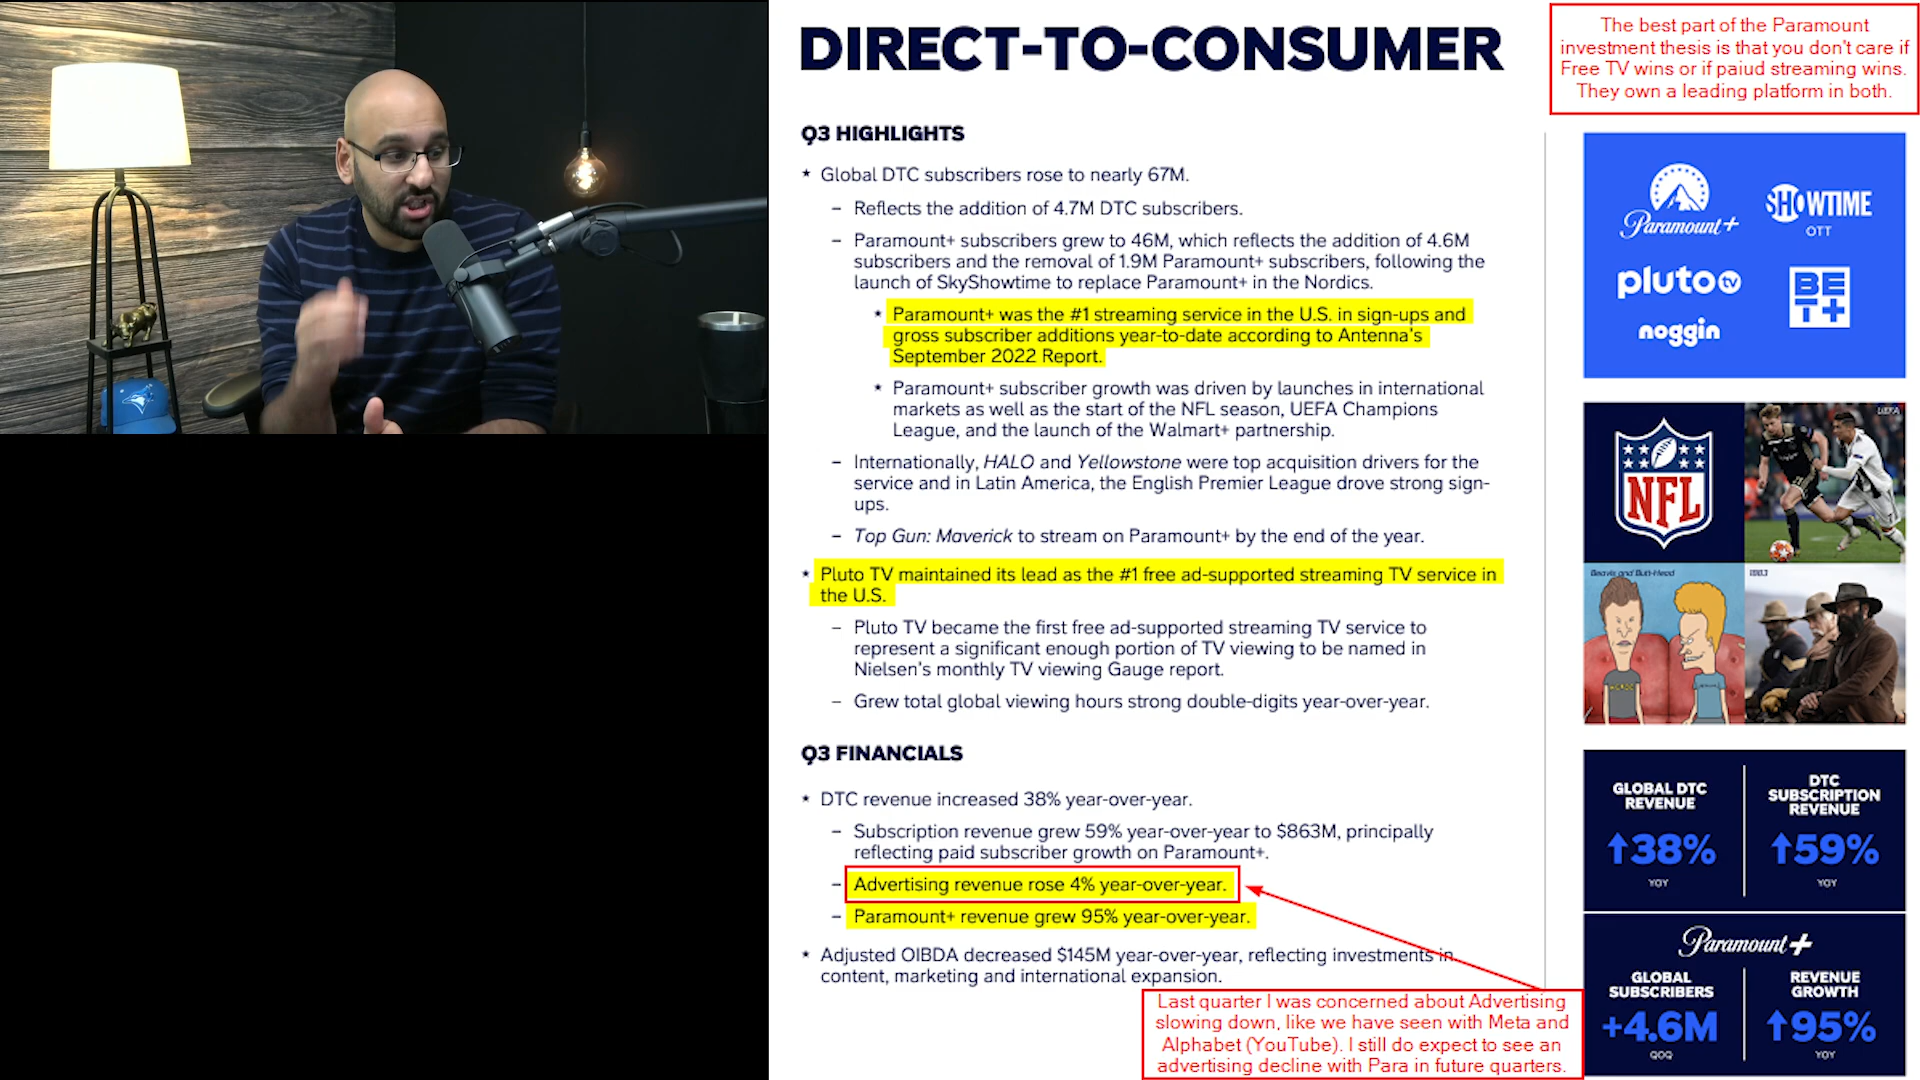 DIRECT-TO-CONSUMER
The best part of the Paramount
investment thesis is that you don't care if
Free TV wins or if paiud streaming wins.
They own a leading platform in both.
Q3 HIGHLIGHTS
* Global DTC subscribers rose to nearly 67M.
– Reflects the addition of 4.7M DTC subscribers.
– Paramount+ subscribers grew to 46M, which reflects the addition of 4.6M
subscribers and the removal of 1.9M Paramount+ subscribers, following the
launch of SkyShowtime to replace Paramount+ in the Nordics.
* Paramount+ was the #1 streaming service in the U.S. in sign-ups and
gross subscriber additions year-to-date according to Antenna's
September 2022 Report.
* Paramount+ subscriber growth was driven by launches in international
markets as well as the start of the NFL season, UEFA Champions
League, and the launch of the Walmart+ partnership.
– Internationally, HALO and Yellowstone were top acquisition drivers for the
service and in Latin America, the English Premier League drove strong sign-
ups.
– Top Gun: Maverick to stream on Paramount+ by the end of the year.
* Pluto TV maintained its lead as the #1 free ad-supported streaming TV service in
the U.S.
– Pluto TV became the first free ad-supported streaming TV service to
represent a significant enough portion of TV viewing to be named in
Nielsen's monthly TV viewing Gauge report.
– Grew total global viewing hours strong double-digits year-over-year.
Q3 FINANCIALS
* DTC revenue increased 38% year-over-year.
– Subscription revenue grew 59% year-over-year to $863M, principally
reflecting paid subscriber growth on Paramount+.
– Advertising revenue rose 4% year-over-year.
– Paramount+ revenue grew 95% year-over-year.
* Adjusted OIBDA decreased $145M year-over-year, reflecting investments in
content, marketing and international expansion.
Last quarter I was concerned about Advertising
slowing down, like we have seen with Meta and
Alphabet (YouTube). I still do expect to see an
advertising decline with Para in future quarters.
Paramount+
SHOWTIME
OTT
pluto tv
BET+
noggin
NFL
UEFA
Beavis and Butt-Head
1883
GLOBAL DTC
REVENUE
↑38%
YOY
DTC
SUBSCRIPTION
REVENUE
↑59%
YOY
Paramount+
GLOBAL
SUBSCRIBERS
+4.6M
QOQ
REVENUE
GROWTH
↑95%
YOY